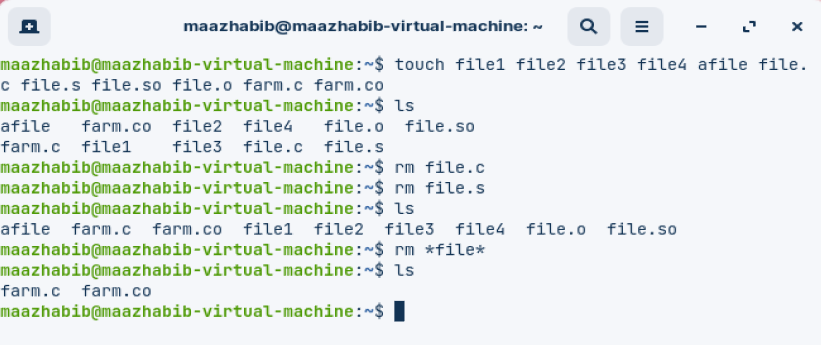 maazhabib@maazhabib-virtual-machine: ~
maazhabib@maazhabib-virtual-machine:~$ touch file1 file2 file3 file4 afile file.
c file.s file.so file.o farm.c farm.co
maazhabib@maazhabib-virtual-machine:~$ ls
afile   farm.co  file2  file4   file.o  file.so
farm.c  file1    file3  file.c  file.s
maazhabib@maazhabib-virtual-machine:~$ rm file.c
maazhabib@maazhabib-virtual-machine:~$ rm file.s
maazhabib@maazhabib-virtual-machine:~$ ls
afile  farm.c  farm.co  file1  file2  file3  file4  file.o  file.so
maazhabib@maazhabib-virtual-machine:~$ rm *file*
maazhabib@maazhabib-virtual-machine:~$ ls
farm.c  farm.co
maazhabib@maazhabib-virtual-machine:~$